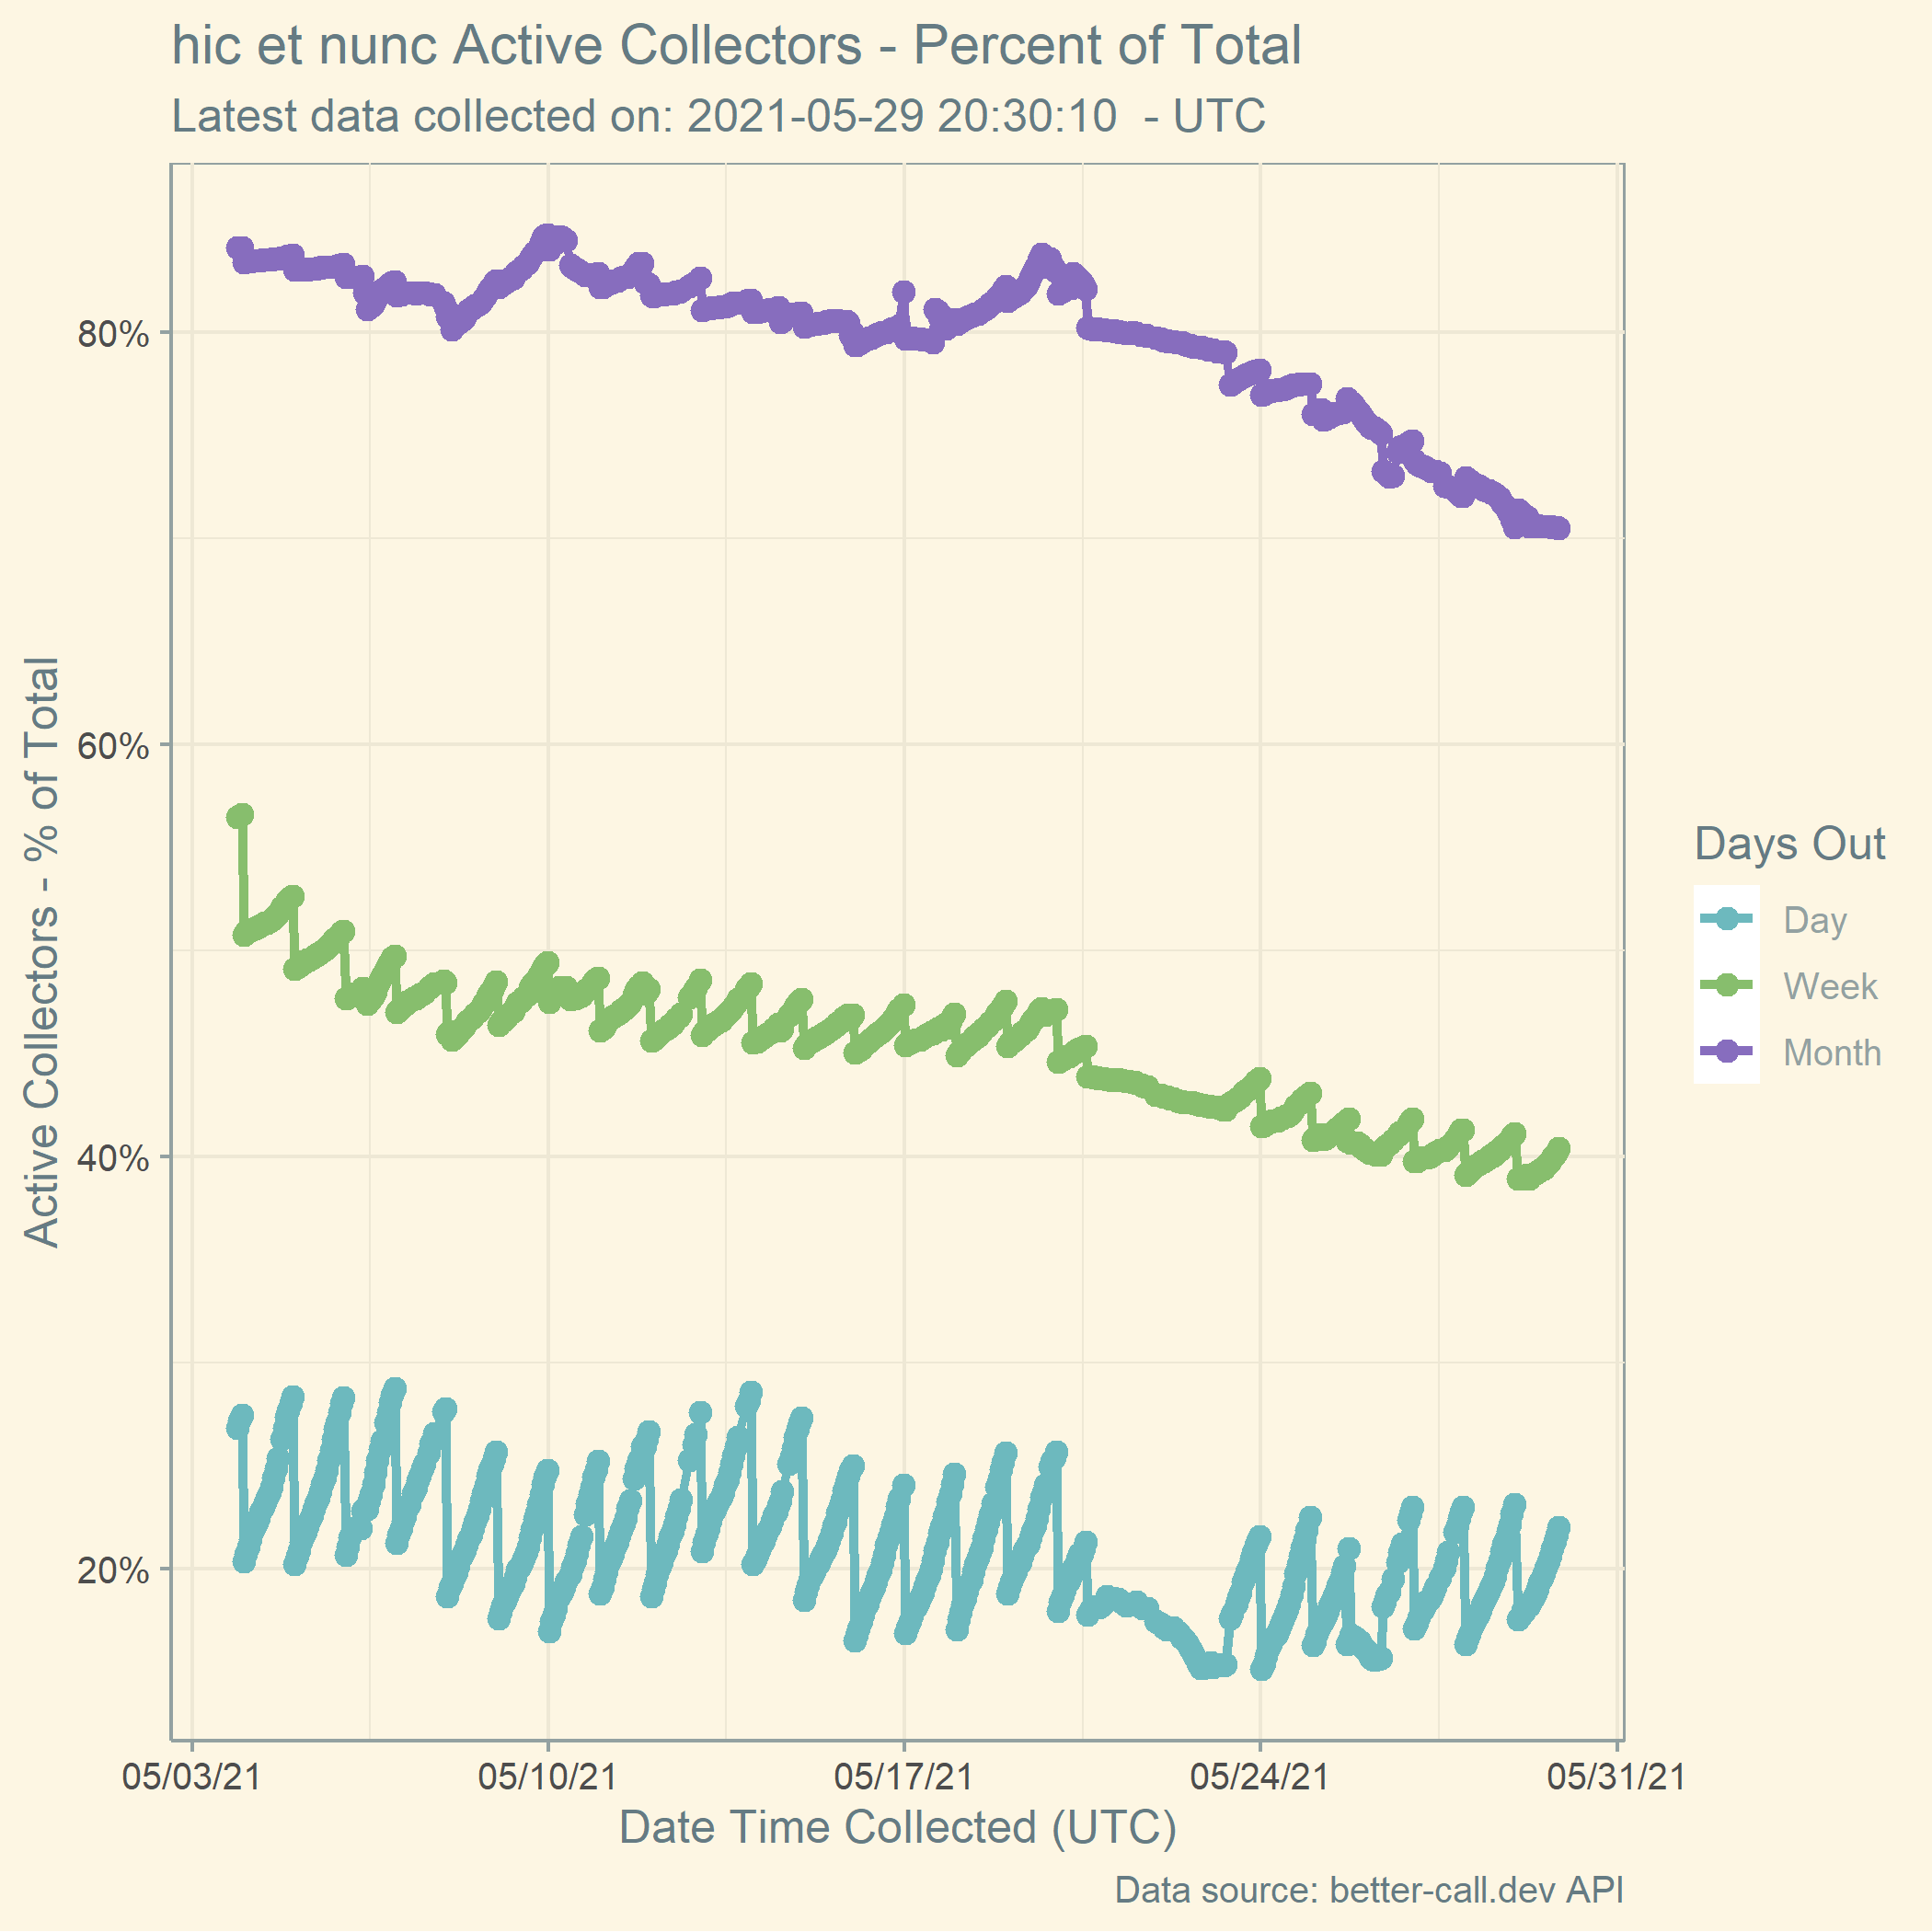 hic et nunc Active Collectors - Percent of Total
Latest data collected on: 2021-05-29 20:30:10  - UTC
Active Collectors - % of Total
80%
60%
40%
20%
05/03/21
05/10/21
05/17/21
05/24/21
05/31/21
Date Time Collected (UTC)
Days Out
Day
Week
Month
Data source: better-call.dev API